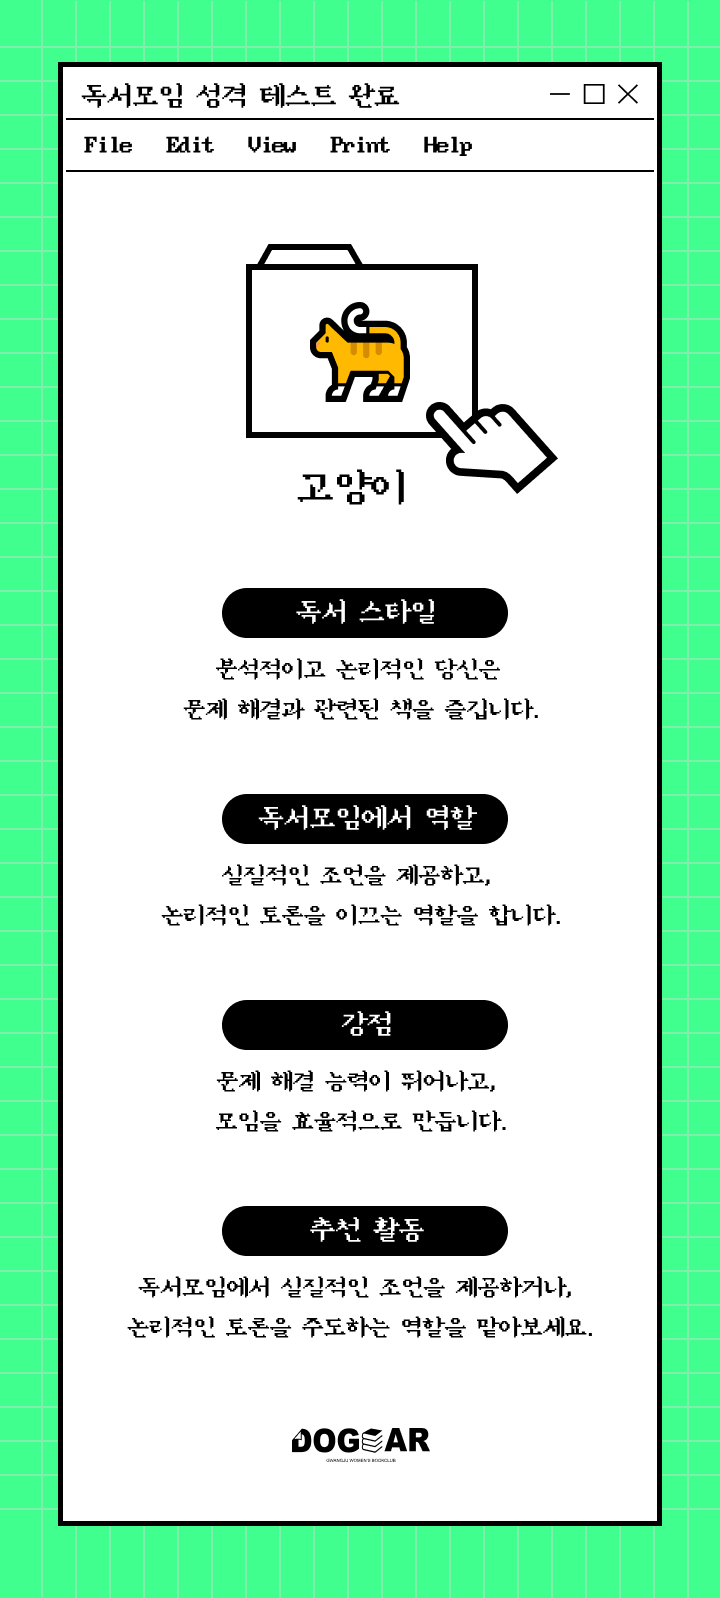 독서모임 성격 테스트 완료
File Edit View Print Help
고양이
독서 스타일
분석적이고 논리적인 당신은
문제 해결과 관련된 책을 즐깁니다.
독서모임에서 역할
실질적인 조언을 제공하고,
논리적인 토론을 이끄는 역할을 합니다.
강점
문제 해결 능력이 뛰어나고,
모임을 효율적으로 만듭니다.
추천 활동
독서모임에서 실질적인 조언을 제공하거나,
논리적인 토론을 주도하는 역할을 맡아보세요.
DOGEAR
GWANGJU WOMEN'S BOOKCLUB